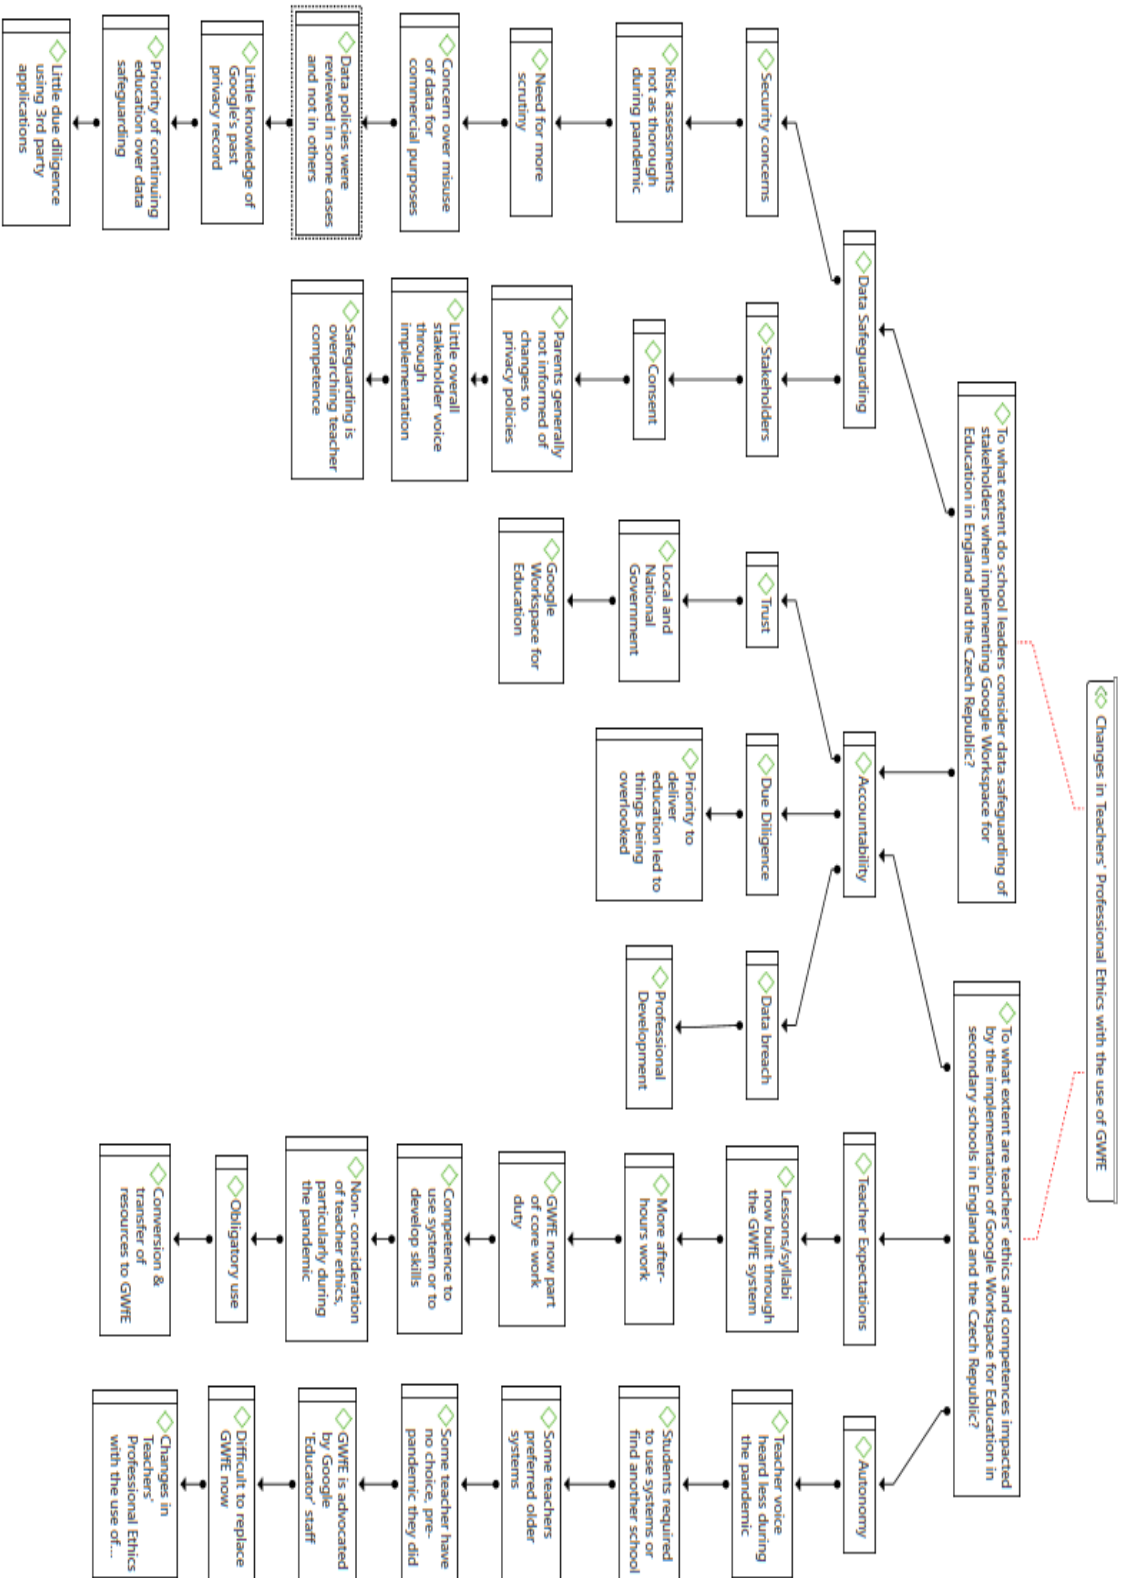 Changes in Teachers' Professional Ethics with the use of GWfE
To what extent do school leaders consider data safeguarding of
stakeholders when implementing Google Workspace for
Education in England and the Czech Republic?
To what extent are teachers' ethics and competences impacted
by the implementation of Google Workspace for Education in
secondary schools in England and the Czech Republic?
Data Safeguarding
Accountability
Teacher Expectations
Autonomy
Security concerns
Risk assessments
not as thorough
during pandemic
Need for more
scrutiny
Concern over misuse
of data for
commercial purposes
Data policies were
reviewed in some cases
and not in others
Little knowledge of
Google's past
privacy record
Priority of continuing
education over data
safeguarding
Little due diligence
using 3rd party
applications
Stakeholders
Consent
Parents generally
not informed of
changes to
privacy policies
Little overall
stakeholder voice
through
implementation
Safeguarding is
overarching teacher
competence
Trust
Local and
National
Government
Google
Workspace for
Education
Due Diligence
Priority to
deliver
education led to
things being
overlooked
Data breach
Professional
Development
Lessons/syllabi
now built through
the GWfE system
More after-
hours work
GWfE now part
of core work
duty
Competence to
use system or to
develop skills
Non- consideration
of teacher ethics,
particularly during
the pandemic
Obligatory use
Conversion &
transfer of
resources to GWfE
Teacher voice
heard less during
the pandemic
Students required
to use systems or
find another school
Some teachers
preferred older
systems
Some teacher have
no choice, pre-
pandemic they did
GWfE is advocated
by Google
'Educator' staff
Difficult to replace
GWfE now
Changes in
Teachers'
Professional Ethics
with the use of...